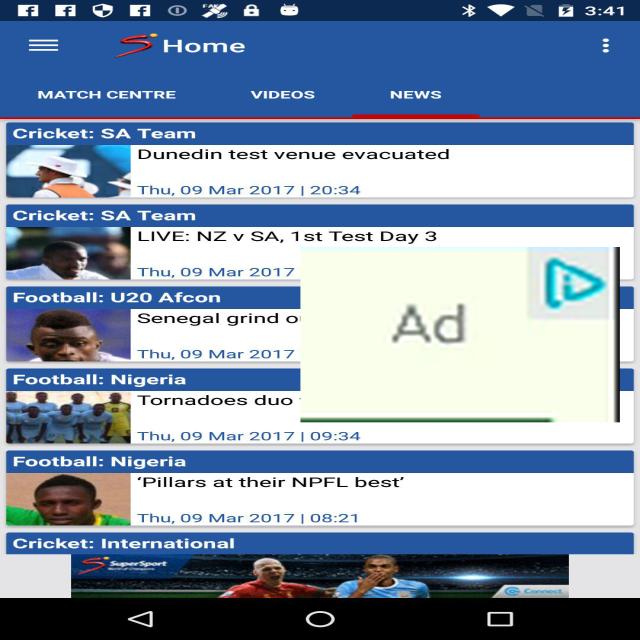 3:41
Home
MATCH CENTRE VIDEOS NEWS
Cricket: SA Team
Dunedin test venue evacuated
Thu, 09 Mar 2017 | 20:34
Cricket: SA Team
LIVE: NZ v SA, 1st Test Day 3
Thu, 09 Mar 2017
Football: U20 Afcon
Senegal grind
Thu, 09 Mar 2017
Ad
Football: Nigeria
Tornadoes duo
Thu, 09 Mar 2017 | 09:34
Football: Nigeria
‘Pillars at their NPFL best’
Thu, 09 Mar 2017 | 08:21
Cricket: International
SuperSport
Connect